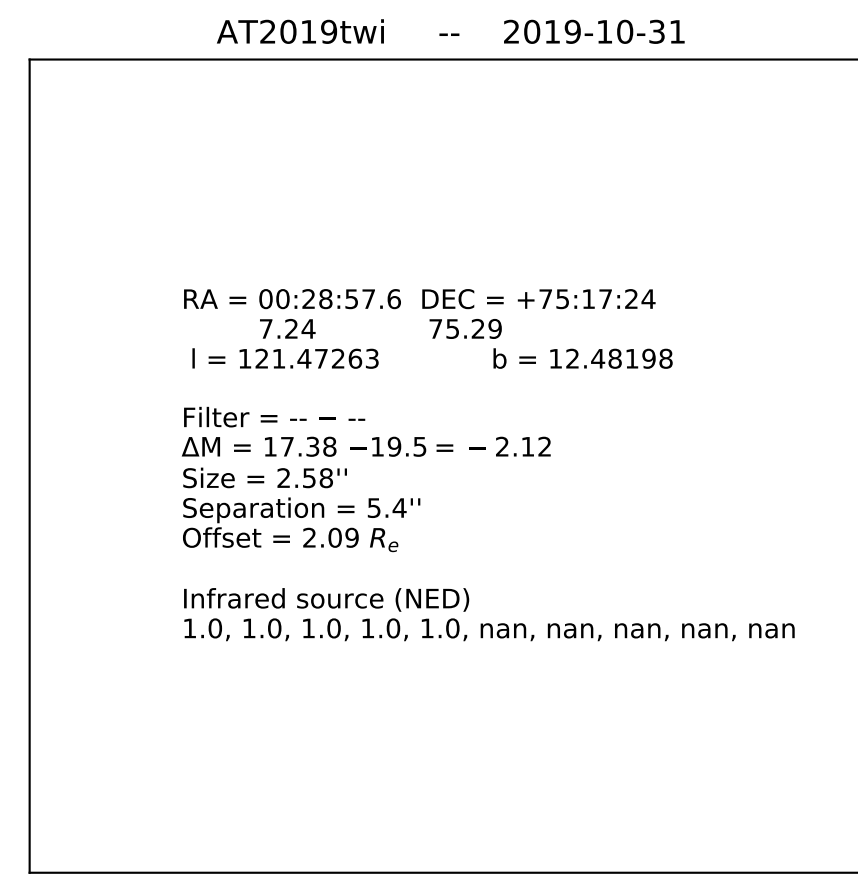 AT2019twi -- 2019-10-31
RA = 00:28:57.6 DEC = +75:17:24
7.24 75.29
l = 121.47263 b = 12.48198
Filter = -- − --
ΔM = 17.38 −19.5 = − 2.12
Size = 2.58''
Separation = 5.4''
Offset = 2.09 Rₑ
Infrared source (NED)
1.0, 1.0, 1.0, 1.0, 1.0, nan, nan, nan, nan, nan